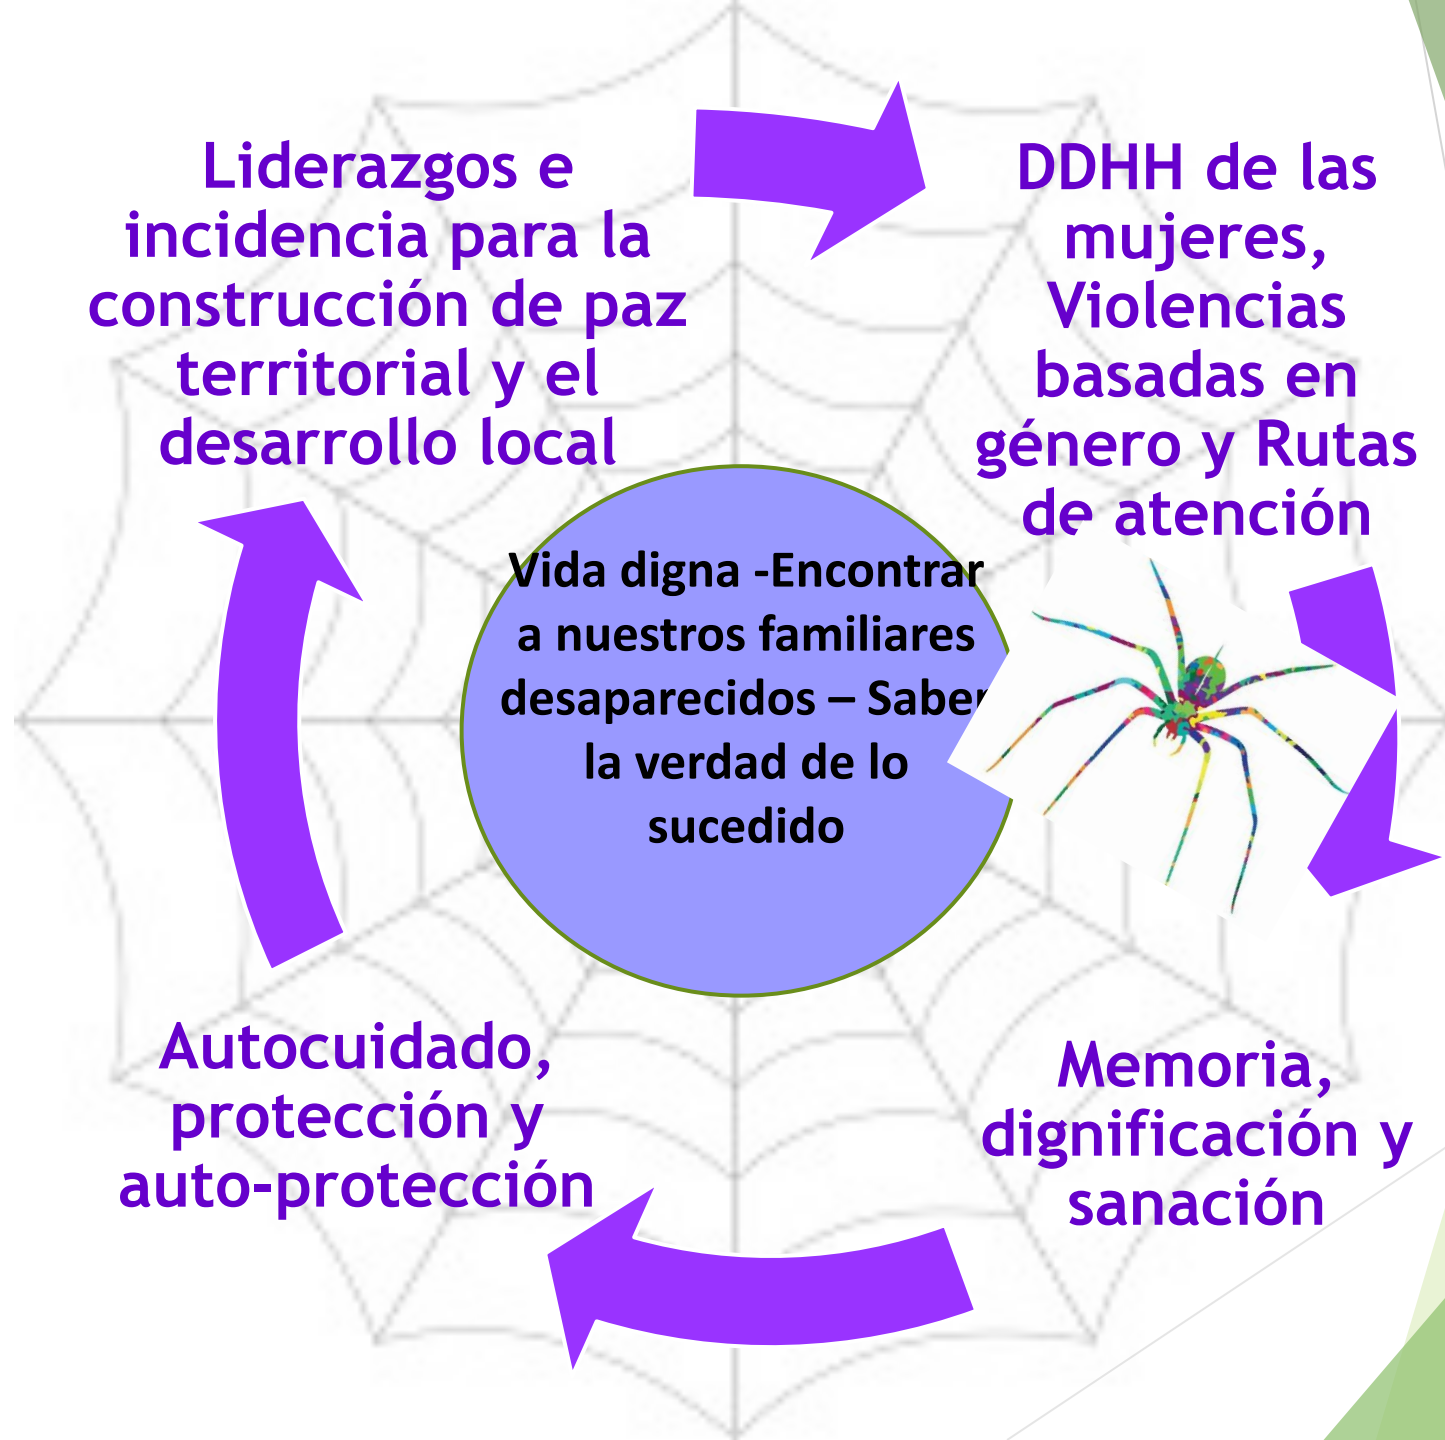 Liderazgos e
incidencia para la
construcción de paz
territorial y el
desarrollo local
DDHH de las
mujeres,
Violencias
basadas en
género y Rutas
de atención
Vida digna -Encontrar
a nuestros familiares
desaparecidos – Saber
la verdad de lo
sucedido
Autocuidado,
protección y
auto-protección
Memoria,
dignificación y
sanación